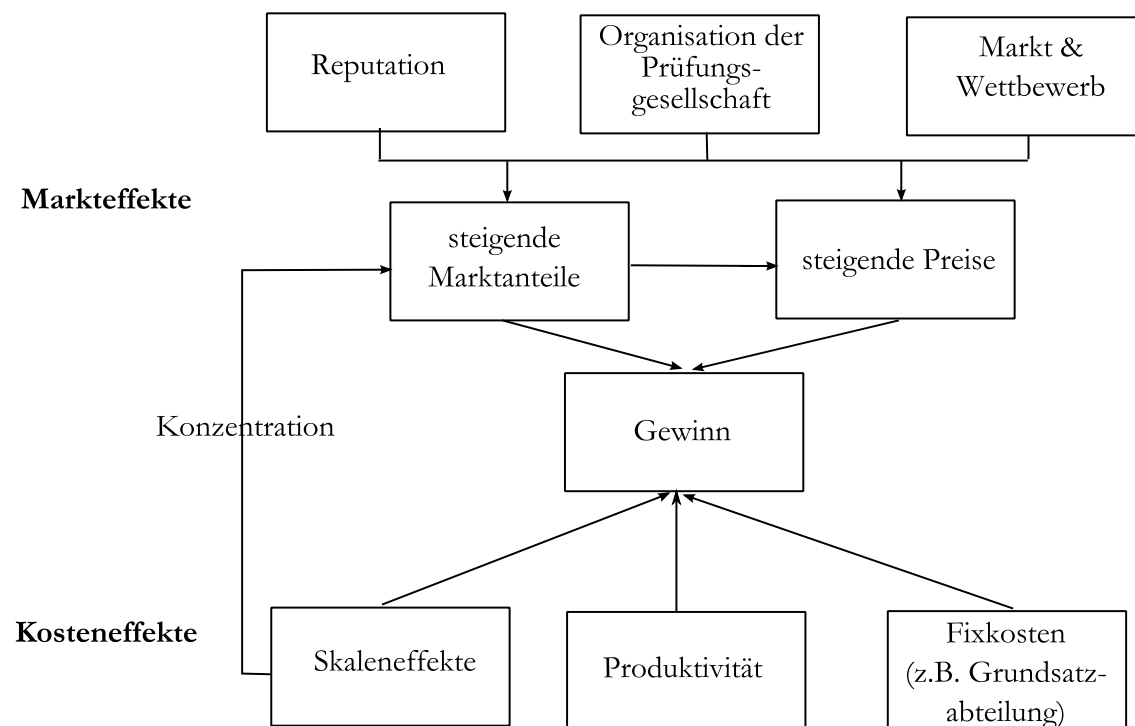 Reputation
Organisation der
Prüfungs-
gesellschaft
Markt &
Wettbewerb
Markteffekte
steigende
Marktanteile
steigende Preise
Konzentration
Gewinn
Kosteneffekte
Skaleneffekte
Produktivität
Fixkosten
(z.B. Grundsatz-
abteilung)